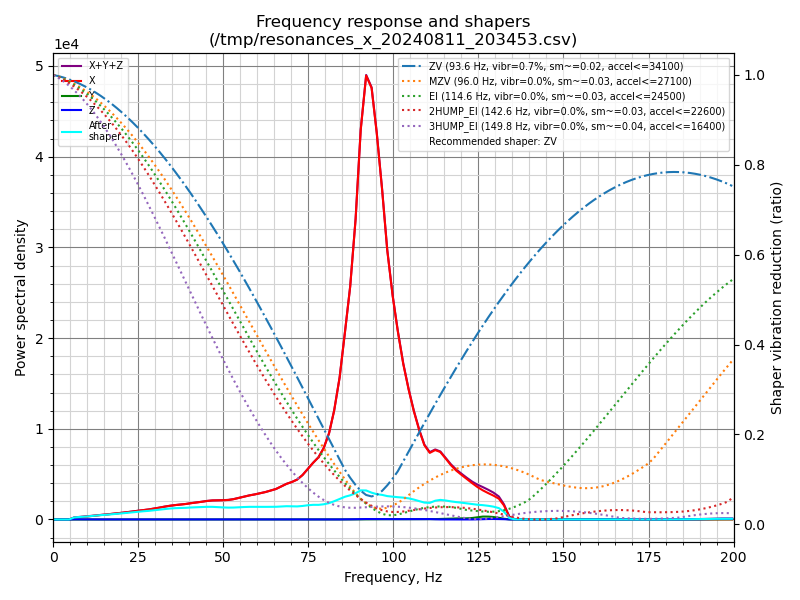 Frequency response and shapers
(/tmp/resonances_x_20240811_203453.csv)
1e4
X+Y+Z
X
Y
Z
After
shaper
ZV (93.6 Hz, vibr=0.7%, sm~=0.02, accel<=34100)
MZV (96.0 Hz, vibr=0.0%, sm~=0.03, accel<=27100)
EI (114.6 Hz, vibr=0.0%, sm~=0.03, accel<=24500)
2HUMP_EI (142.6 Hz, vibr=0.0%, sm~=0.03, accel<=22600)
3HUMP_EI (149.8 Hz, vibr=0.0%, sm~=0.04, accel<=16400)
Recommended shaper: ZV
Power spectral density
5
4
3
2
1
0
1.0
0.8
0.6
0.4
0.2
0.0
Shaper vibration reduction (ratio)
0 25 50 75 100 125 150 175 200
Frequency, Hz